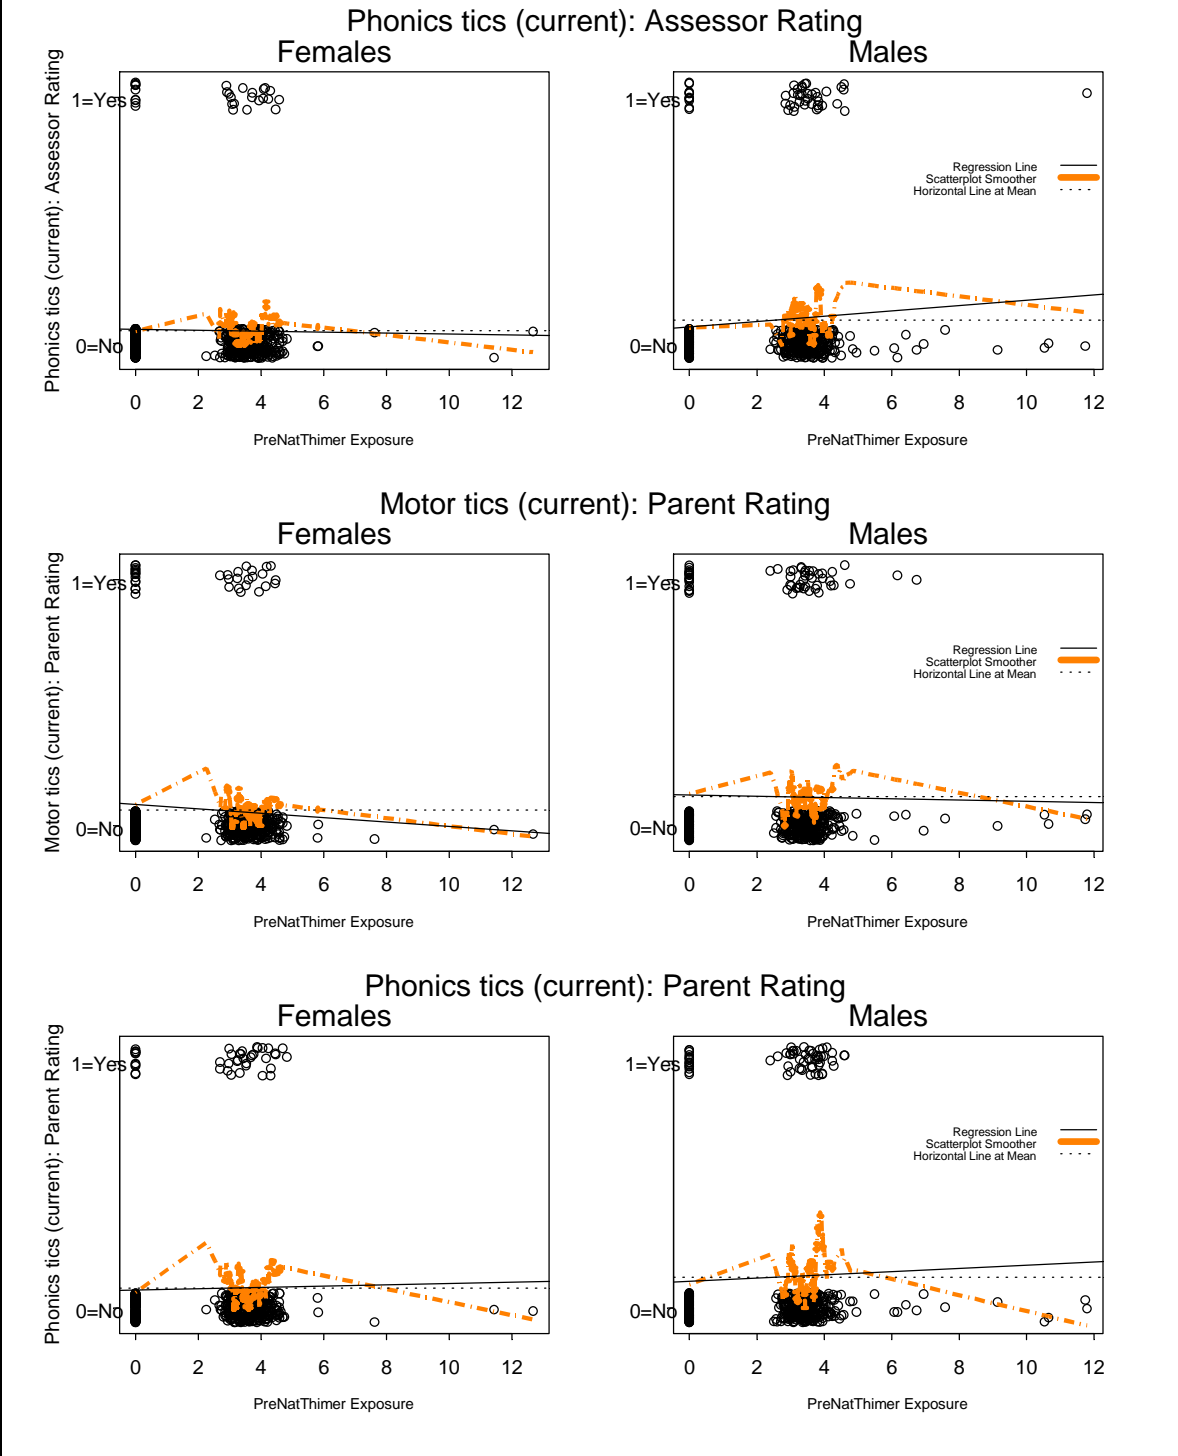 Phonics tics (current): Assessor Rating
Females
Males
Phonics tics (current): Assessor Rating
1=Yes
0=No
0 2 4 6 8 10 12
PreNatThimer Exposure
1=Yes
0=No
Regression Line
Scatterplot Smoother
Horizontal Line at Mean
0 2 4 6 8 10 12
PreNatThimer Exposure
Motor tics (current): Parent Rating
Females
Males
Motor tics (current): Parent Rating
1=Yes
0=No
0 2 4 6 8 10 12
PreNatThimer Exposure
1=Yes
0=No
Regression Line
Scatterplot Smoother
Horizontal Line at Mean
0 2 4 6 8 10 12
PreNatThimer Exposure
Phonics tics (current): Parent Rating
Females
Males
Phonics tics (current): Parent Rating
1=Yes
0=No
0 2 4 6 8 10 12
PreNatThimer Exposure
1=Yes
0=No
Regression Line
Scatterplot Smoother
Horizontal Line at Mean
0 2 4 6 8 10 12
PreNatThimer Exposure